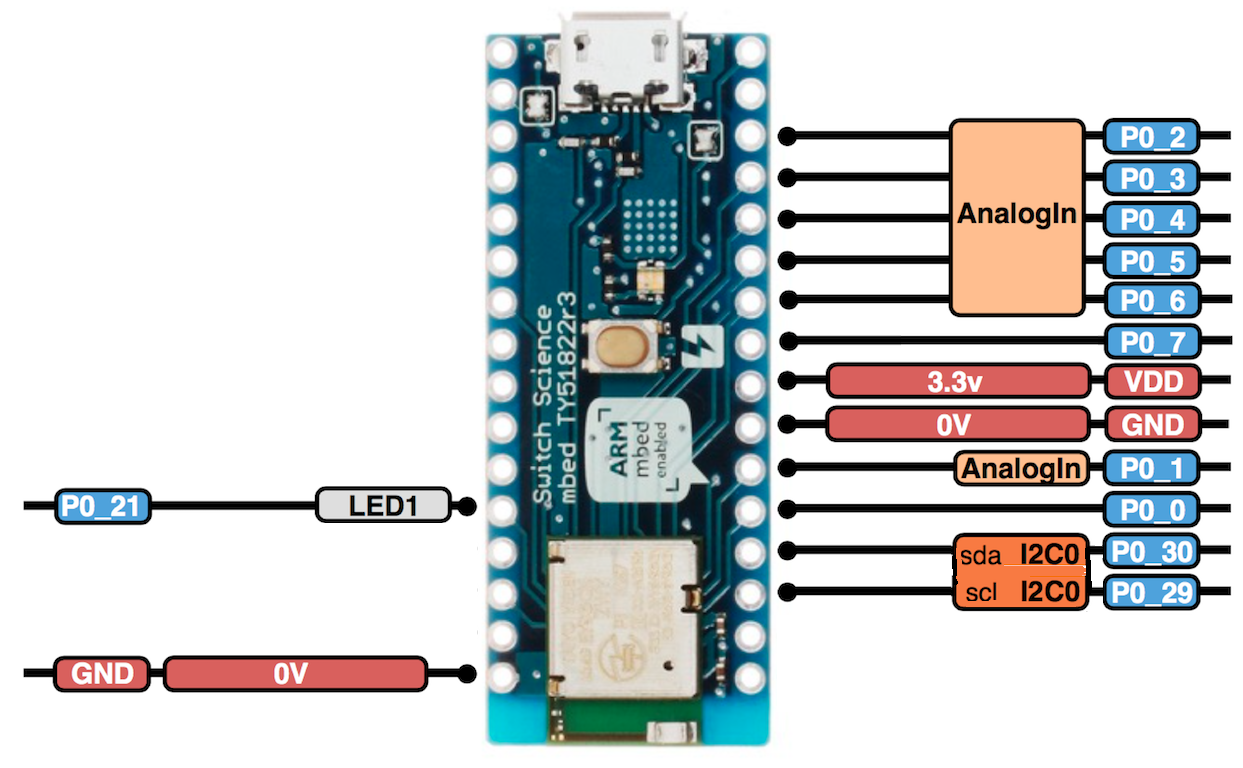 P0_2
P0_3
AnalogIn
P0_4
P0_5
P0_6
P0_7
3.3v
VDD
0V
GND
AnalogIn
P0_1
P0_0
sda I2C0
P0_30
scl I2C0
P0_29
P0_21
LED1
GND
0V
Switch Science
mbed TY51822r3
ARM
mbed
enabled